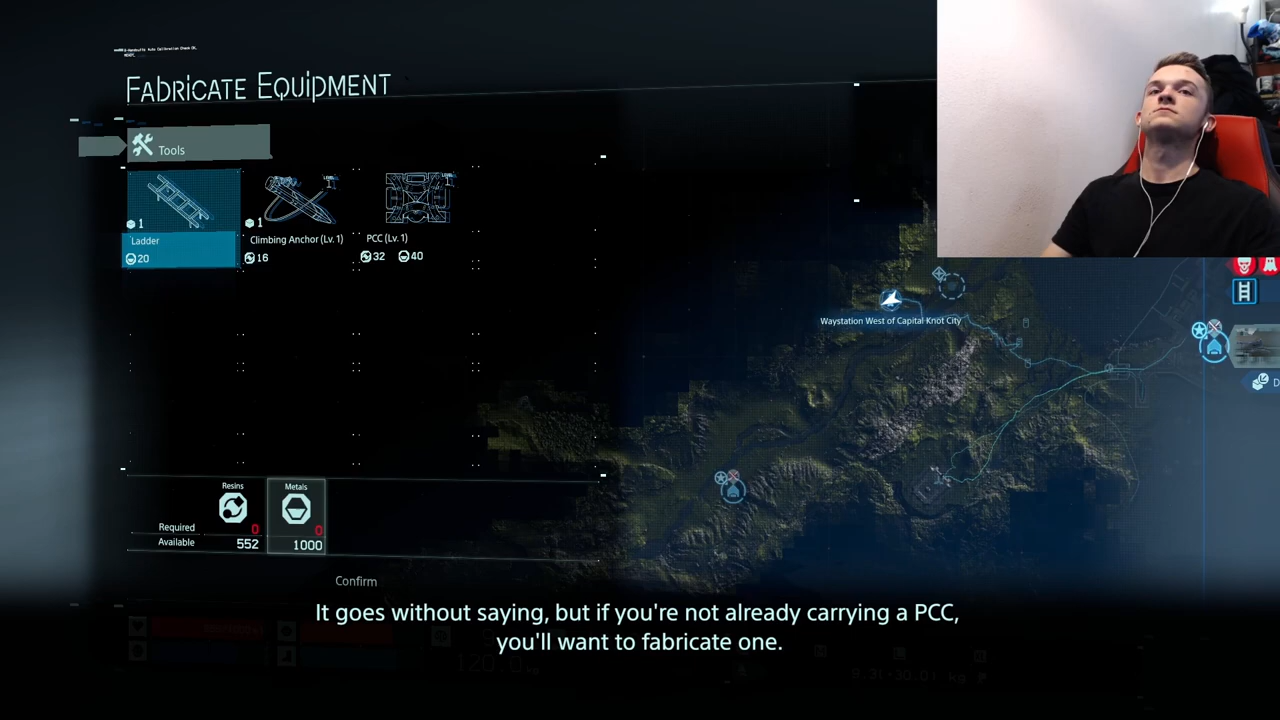 Fabricate Equipment
Tools
1
1
Ladder
Climbing Anchor (Lv. 1)
PCC (Lv. 1)
20
16
32
40
Waystation West of Capital Knot City
Resins
Metals
Required
0
0
Available
552
1000
Confirm
It goes without saying, but if you're not already carrying a PCC,
you'll want to fabricate one.